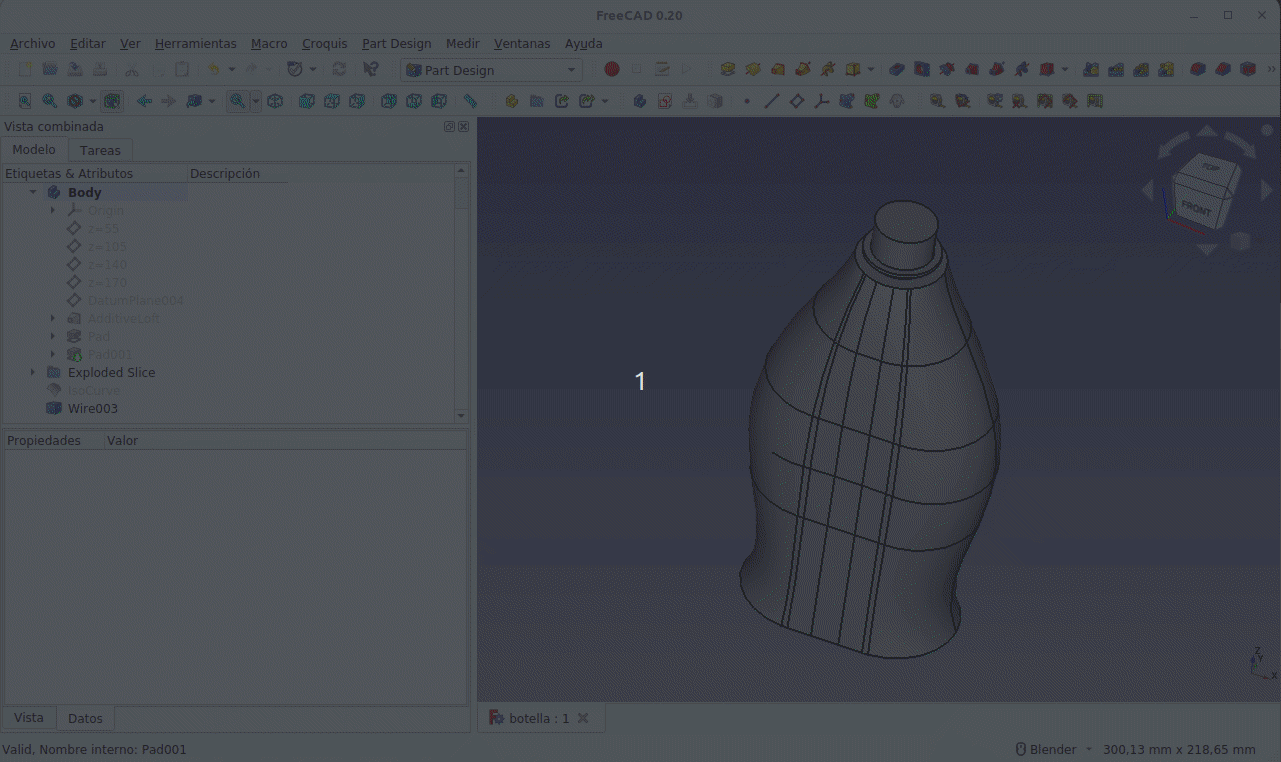 FreeCAD 0.20
Archivo Editar Ver Herramientas Macro Croquis Part Design Medir Ventanas Ayuda
Part Design
Vista combinada
Modelo Tareas
Etiquetas & Atributos Descripción
Body
Origin
z=55
z=105
z=140
z=170
DatumPlane004
AdditiveLoft
Pad
Pad001
Exploded Slice
IsoCurve
Wire003
Propiedades Valor
Vista Datos
1
FRONT
Z
Y
X
botella : 1
Valid, Nombre interno: Pad001
Blender 300,13 mm x 218,65 mm